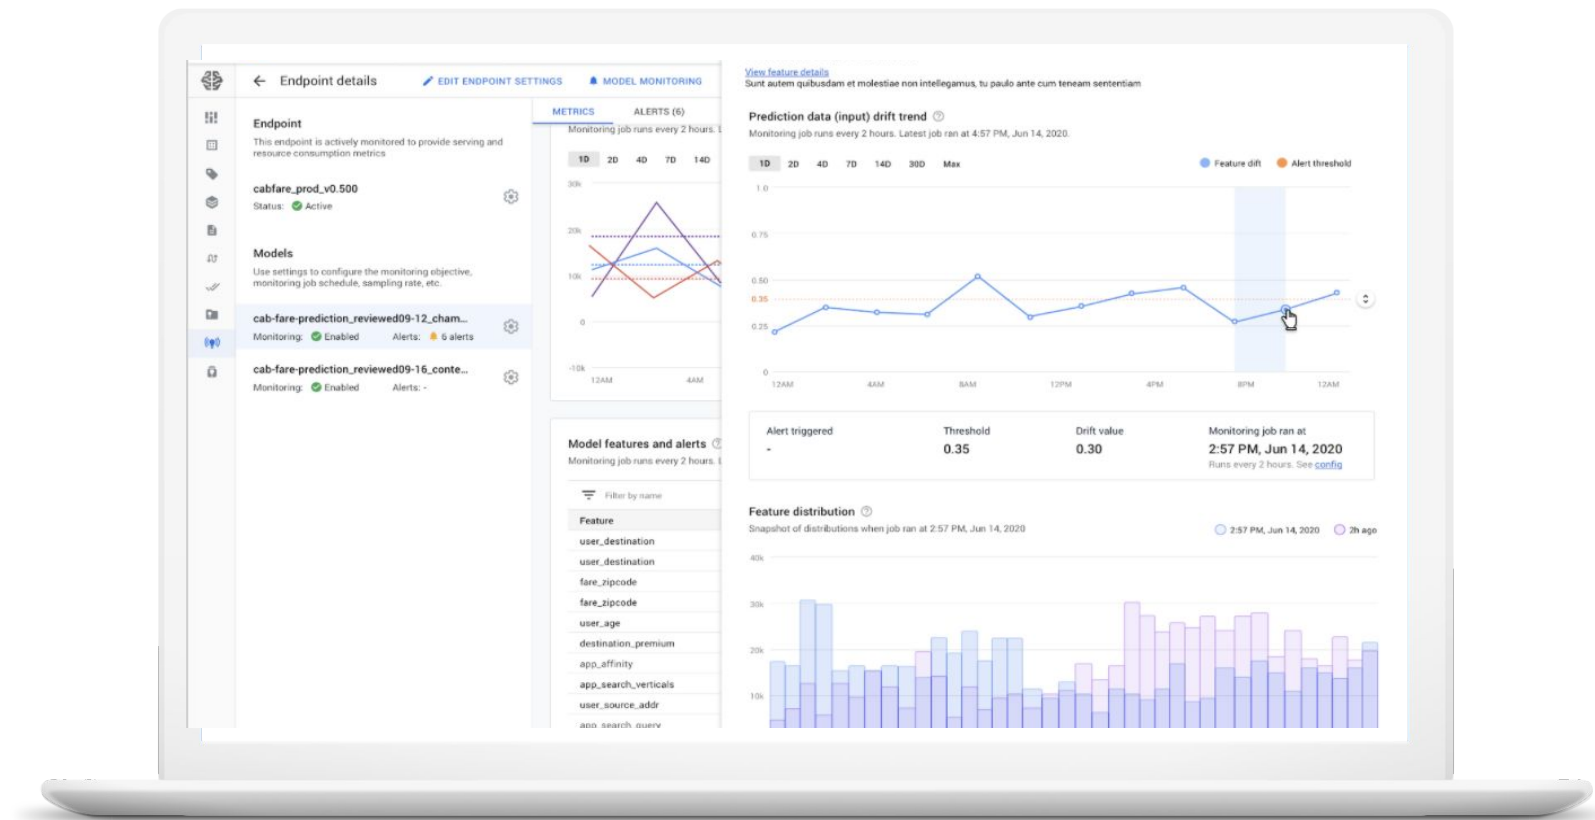 Endpoint details
EDIT ENDPOINT SETTINGS
MODEL MONITORING
Endpoint
This endpoint is actively monitored to provide serving and
resource consumption metrics
cabfare_prod_v0.500
Status: Active
Models
Use settings to configure the monitoring objective,
monitoring job schedule, sampling rate, etc.
cab-fare-prediction_reviewed09-12_cham...
Monitoring: Enabled Alerts: 6 alerts
cab-fare-prediction_reviewed09-16_conte...
Monitoring: Enabled Alerts: -
METRICS ALERTS (6)
Monitoring job runs every 2 hours.
1D 2D 4D 7D 14D
30k
20k
10k
0
-10k
12AM 4AM
Model features and alerts
Monitoring job runs every 2 hours.
Filter by name
Feature
user_destination
user_destination
fare_zipcode
fare_zipcode
user_age
destination_premium
app_affinity
app_search_verticals
user_source_addr
app_search_query
View feature details
Sunt autem quibusdam et molestiae non intellegamus, tu paulo ante cum teneam sententiam
Prediction data (input) drift trend
Monitoring job runs every 2 hours. Latest job ran at 4:57 PM, Jun 14, 2020.
1D 2D 4D 7D 14D 30D Max
Feature dift Alert threshold
1.0
0.75
0.50
0.35
0.25
0
12AM 4AM 8AM 12PM 4PM 8PM 12AM
Alert triggered Threshold Drift value Monitoring job ran at
- 0.35 0.30 2:57 PM, Jun 14, 2020
Runs every 2 hours. See config
Feature distribution
Snapshot of distributions when job ran at 2:57 PM, Jun 14, 2020
2:57 PM, Jun 14, 2020 2h ago
40k
30k
20k
10k